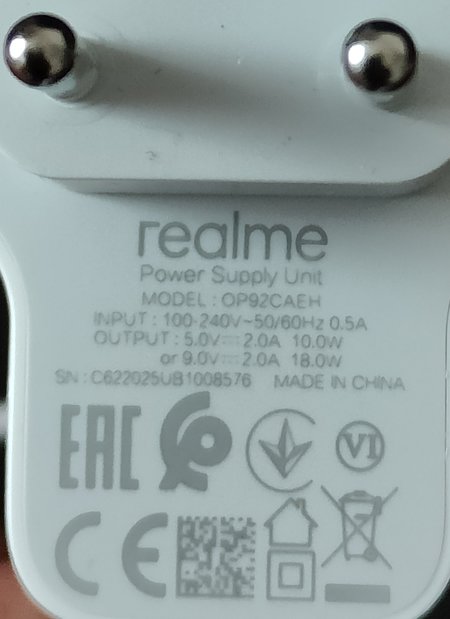 realme
Power Supply Unit
MODEL : OP92CAEH
INPUT : 100-240V~50/60Hz 0.5A
OUTPUT : 5.0V⎓2.0A 10.0W
or 9.0V⎓2.0A 18.0W
SN : C622025UB1008576 MADE IN CHINA
EAC
VI
CE